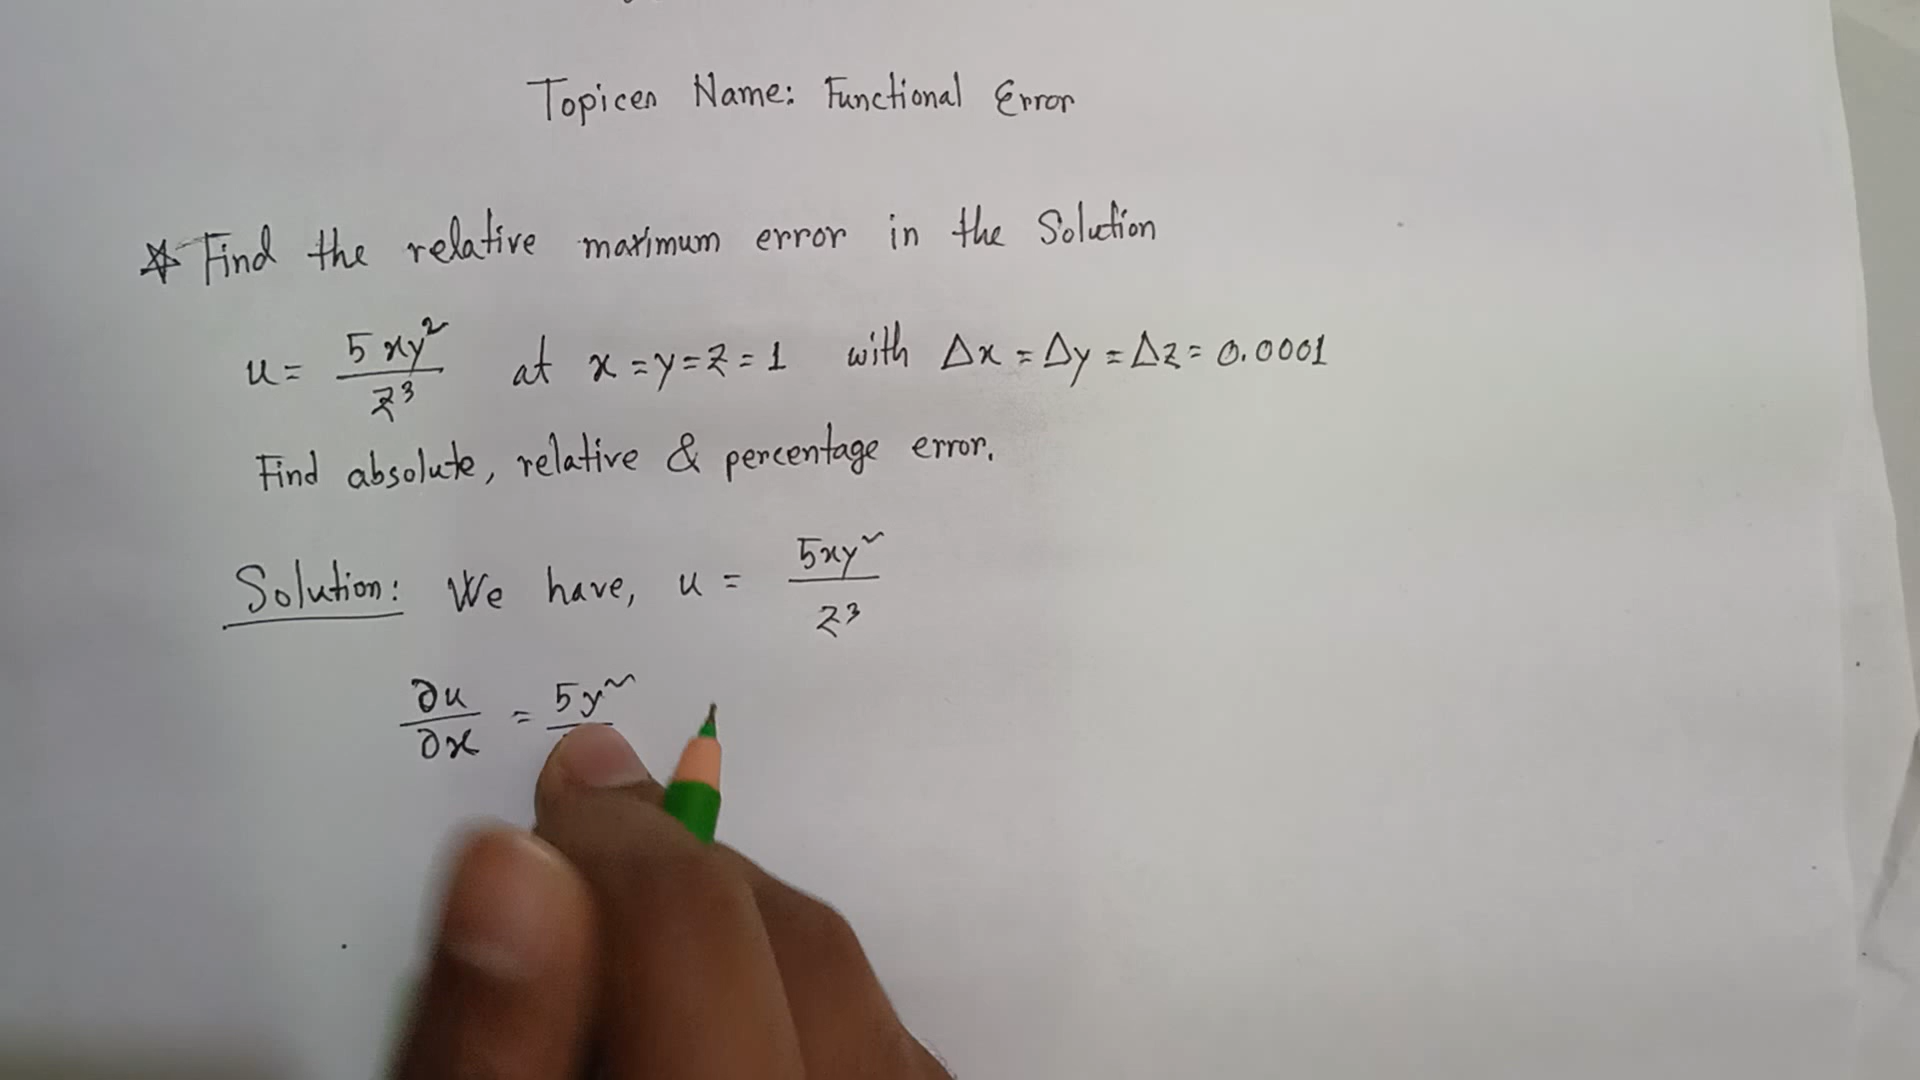 Topices Name: Functional Error
☆ Find the relative maximum error in the Solution
u = 5xy²/z³ at x = y = z = 1 with Δx = Δy = Δz = 0.0001
Find absolute, relative & percentage error.
Solution: We have, u = 5xy²/z³
∂u/∂x = 5y²